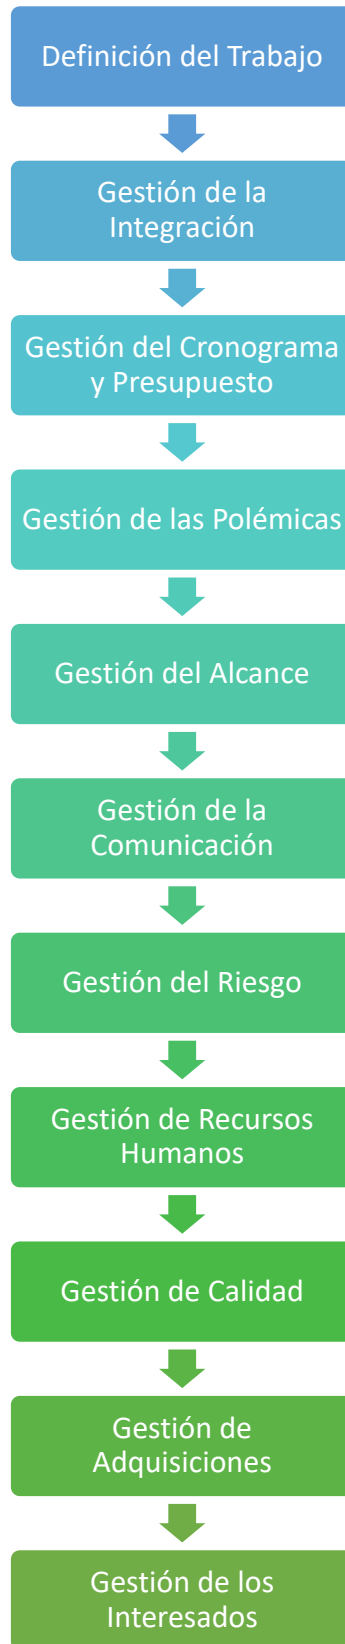 Definición del Trabajo
Gestión de la
Integración
Gestión del Cronograma
y Presupuesto
Gestión de las Polémicas
Gestión del Alcance
Gestión de la
Comunicación
Gestión del Riesgo
Gestión de Recursos
Humanos
Gestión de Calidad
Gestión de
Adquisiciones
Gestión de los
Interesados